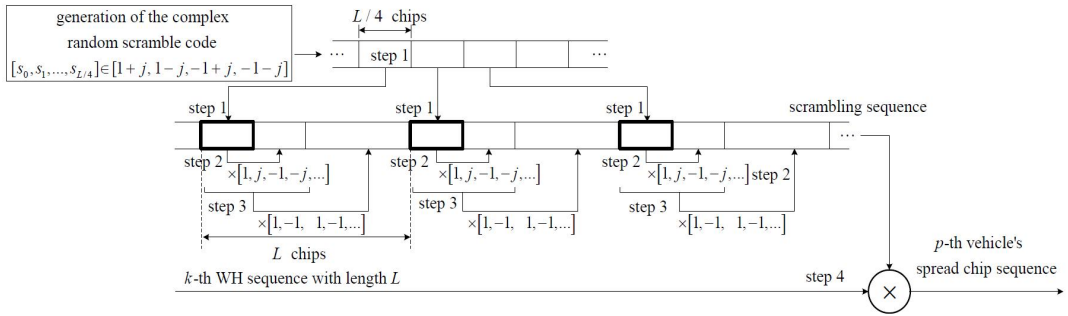 generation of the complex
random scramble code
[s₀,s₁,...,s_{L/4}]∈[1+j,1−j,−1+j,−1−j]
L/4 chips
...
step 1
...
step 1
step 1
step 1
scrambling sequence
...
step 2
step 2
step 2
×[1,j,−1,−j,...]
×[1,j,−1,−j,...]
×[1,j,−1,−j,...]
step 2
step 3
step 3
step 3
×[1,−1, 1,−1,...]
×[1,−1, 1,−1,...]
×[1,−1, 1,−1,...]
L chips
k-th WH sequence with length L
step 4
×
p-th vehicle's
spread chip sequence